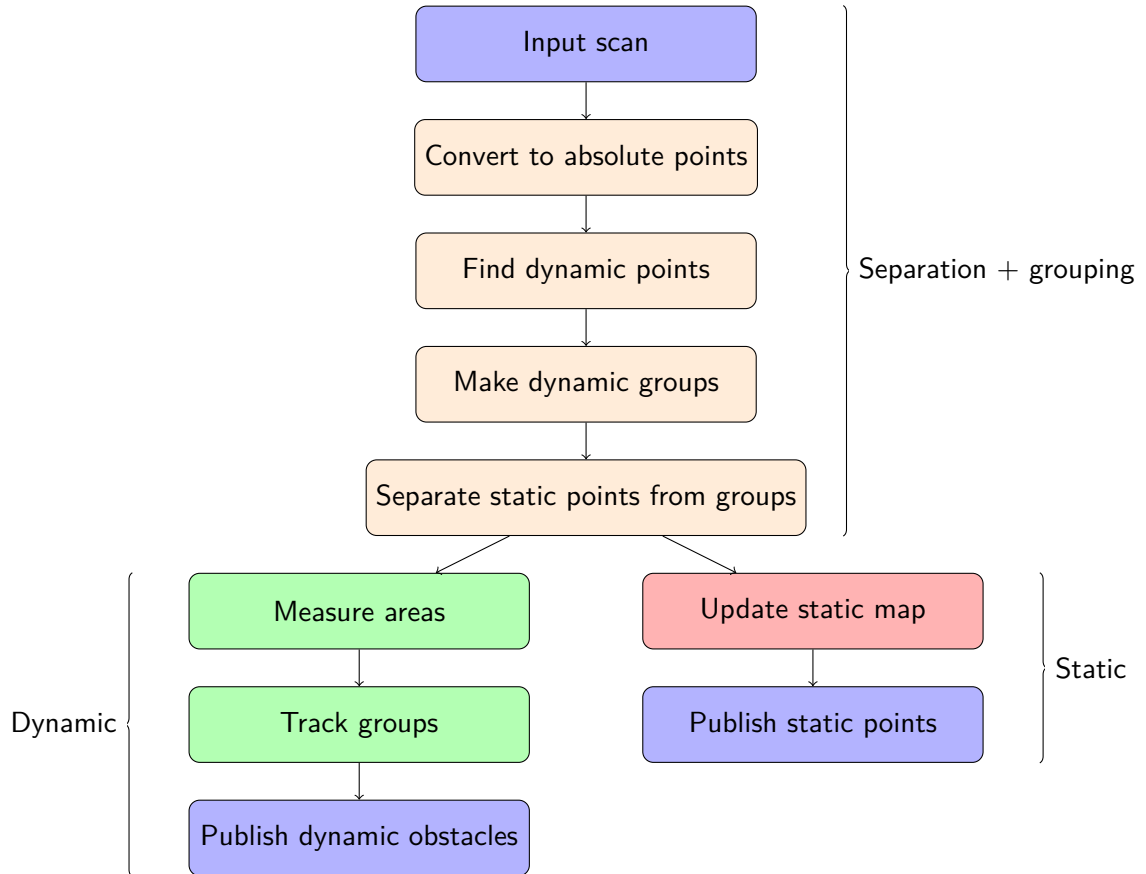 Input scan
Convert to absolute points
Find dynamic points
Separation + grouping
Make dynamic groups
Separate static points from groups
Measure areas
Update static map
Static
Dynamic
Track groups
Publish static points
Publish dynamic obstacles